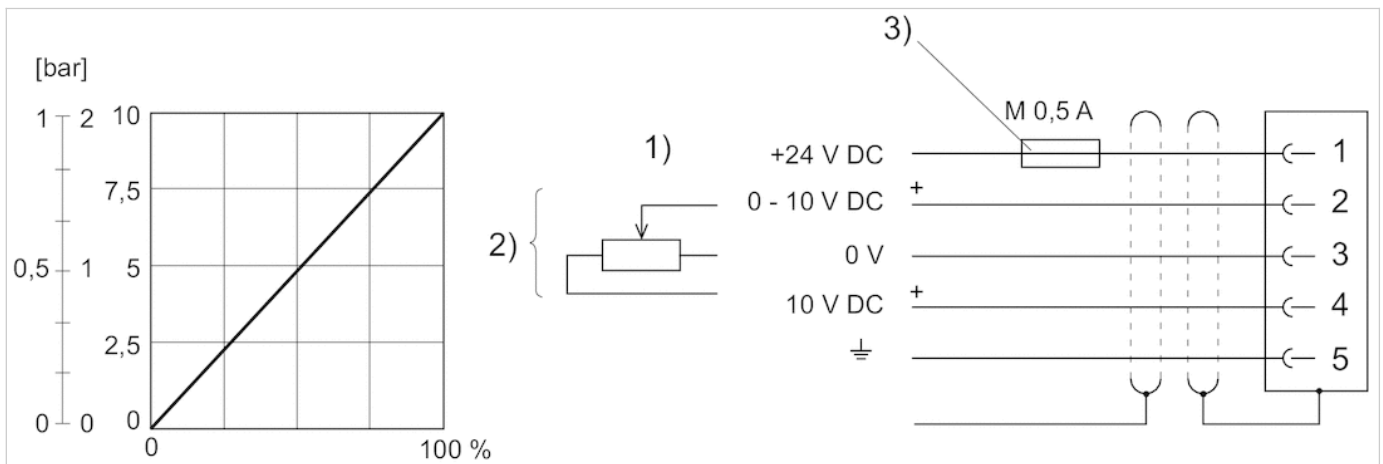 [bar]
1 2 10
7,5
0,5 1 5
2,5
0 0 0
0 100 %
1)
2)
3)
M 0,5 A
+24 V DC 1
0 - 10 V DC + 2
0 V 3
10 V DC + 4
5